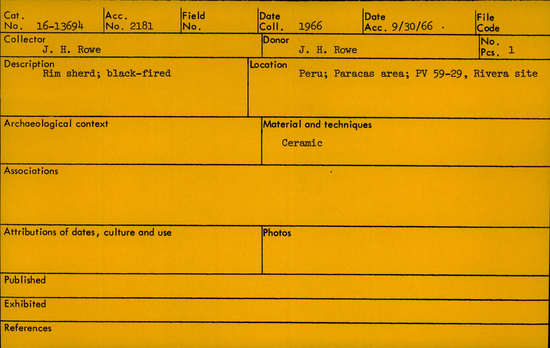 Cat. No. 16-13694 Acc. No. 2181 Field No. Date Coll. 1966 Date Acc. 9/30/66 File Code
Collector J. H. Rowe Donor J. H. Rowe No. Pcs. 1
Description Rim sherd; black-fired Location Peru; Paracas area; PV 59-29, Rivera site
Archaeological context Material and techniques
Ceramic
Associations
Attributions of dates, culture and use Photos
Published
Exhibited
References